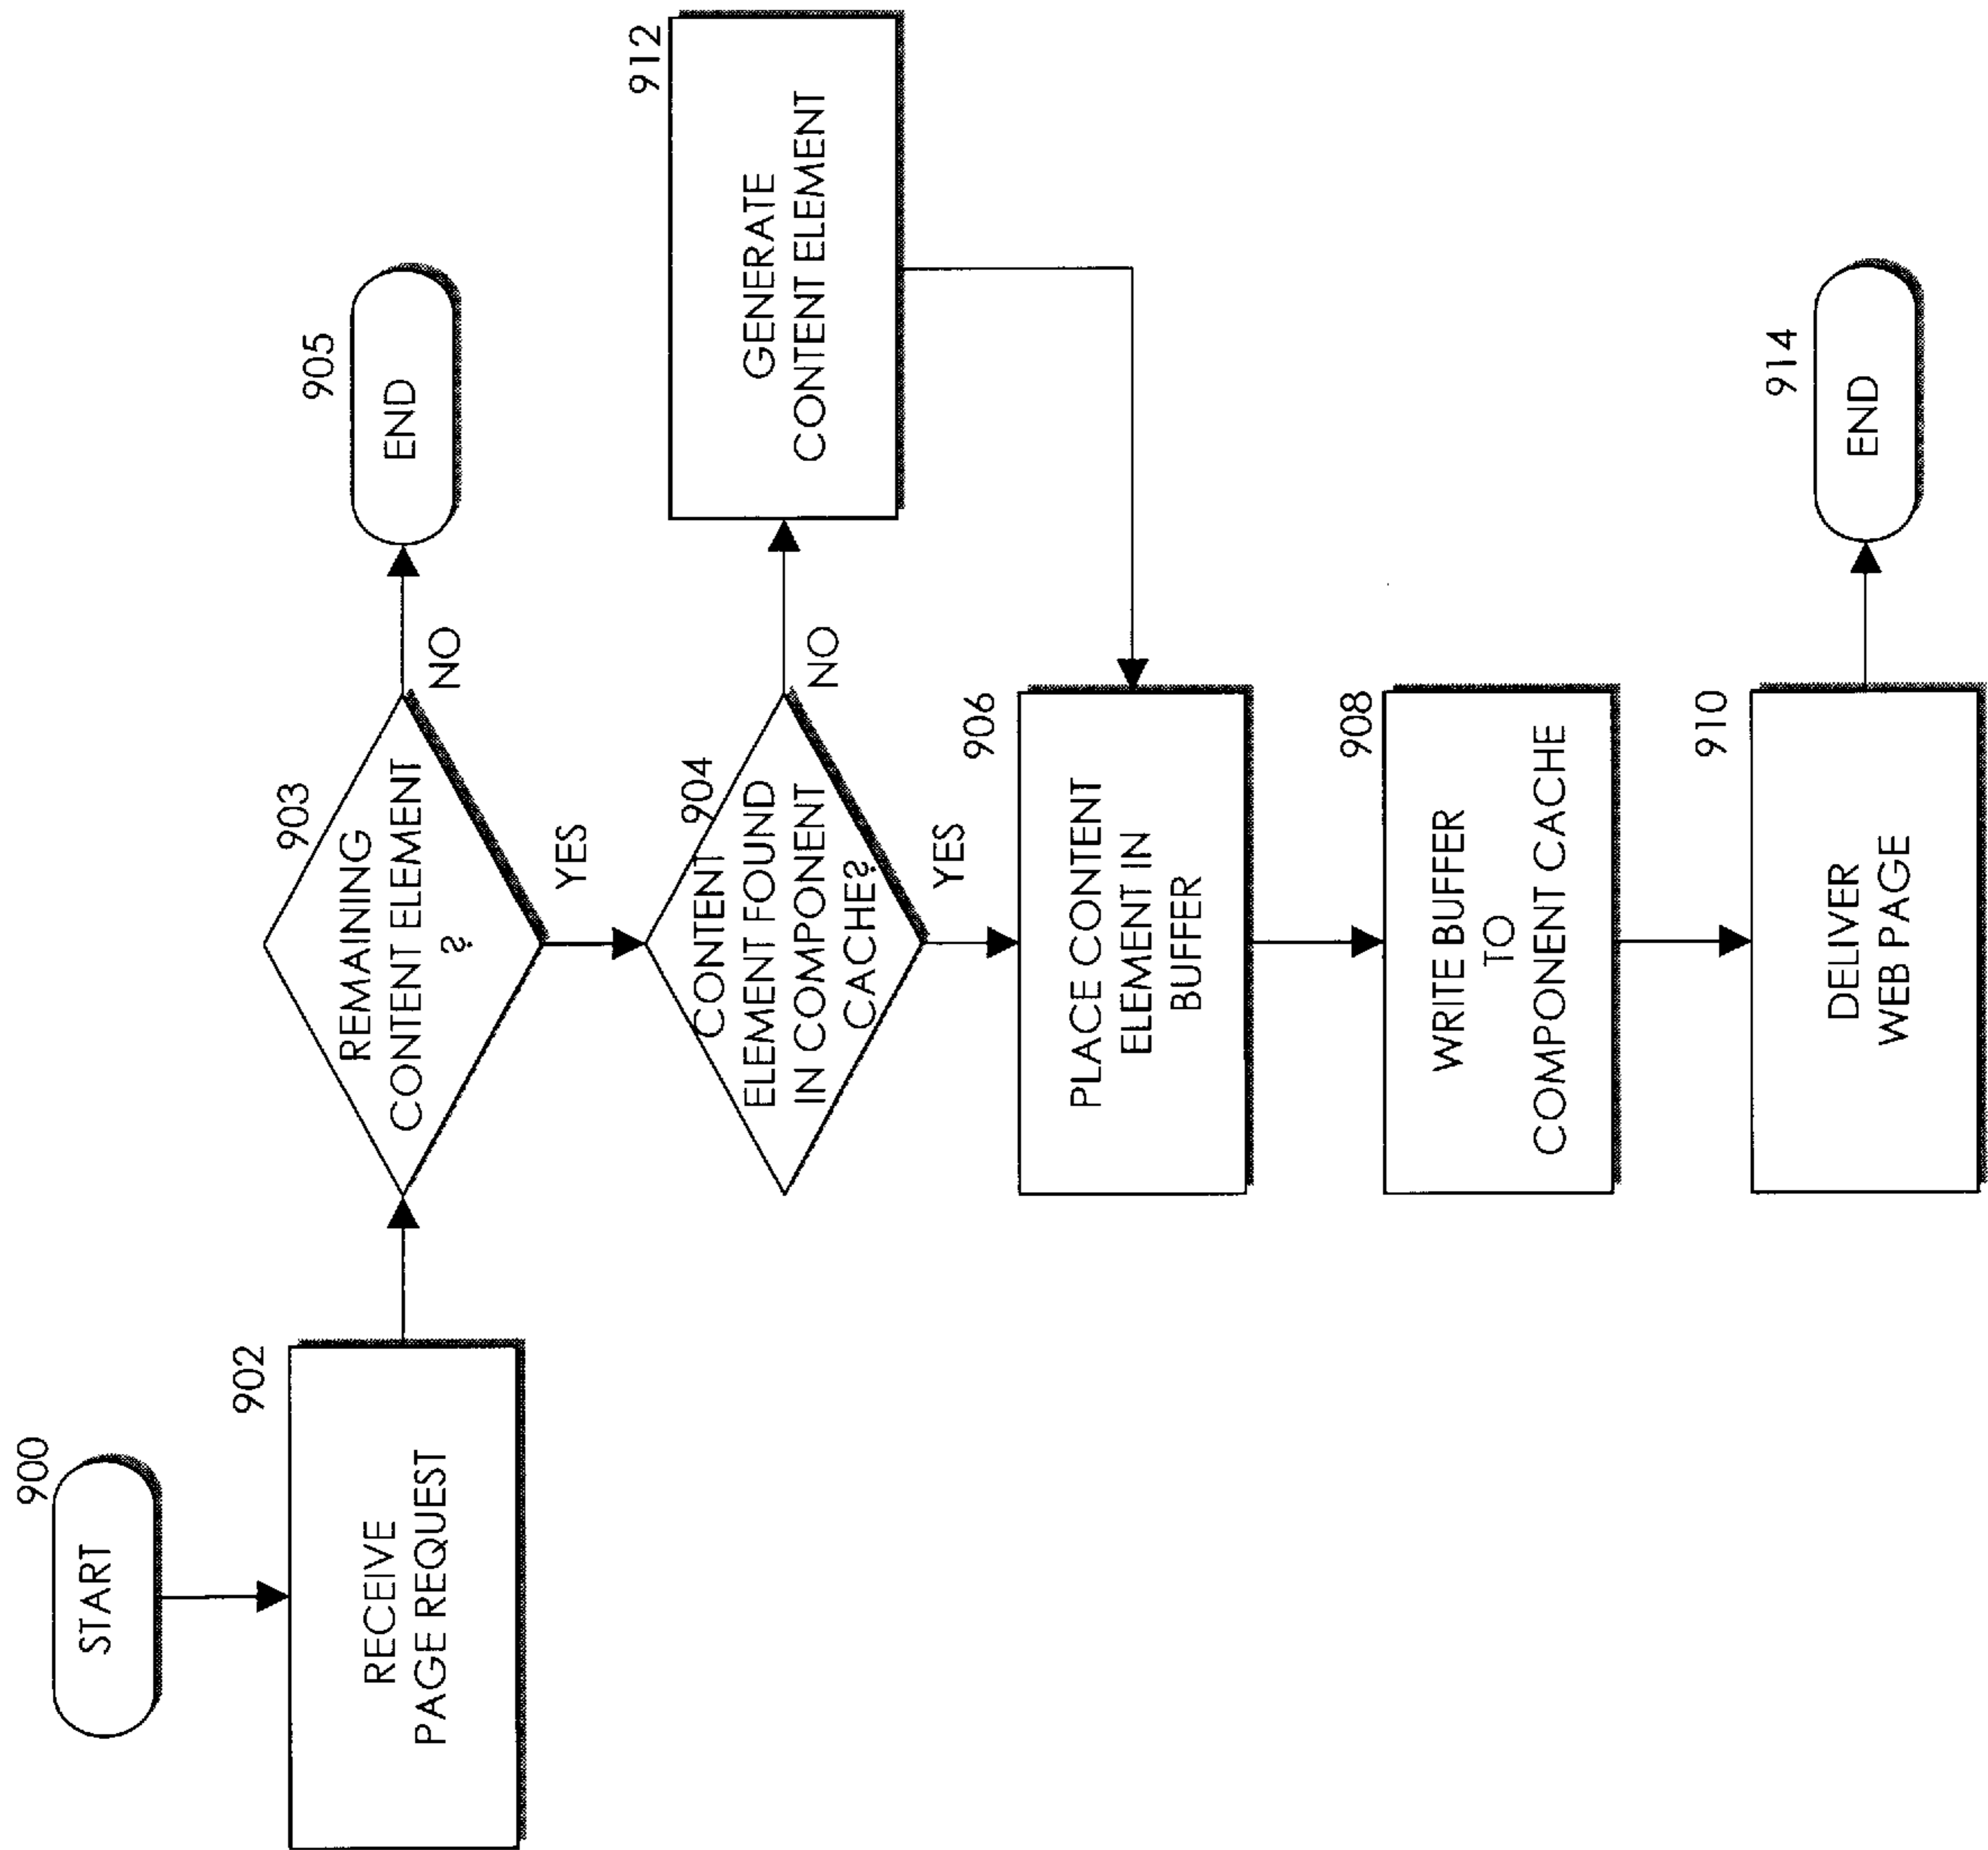 900
START
902
RECEIVE
PAGE REQUEST
903
REMAINING
CONTENT ELEMENT
?
NO
905
END
YES
904
CONTENT
ELEMENT FOUND
IN COMPONENT
CACHE?
NO
912
GENERATE
CONTENT ELEMENT
YES
906
PLACE CONTENT
ELEMENT IN
BUFFER
908
WRITE BUFFER
TO
COMPONENT CACHE
910
DELIVER
WEB PAGE
914
END